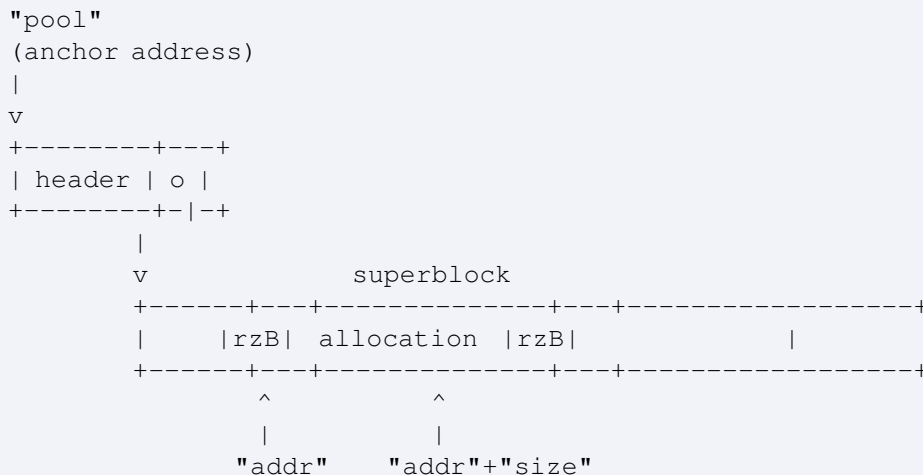 "pool"
(anchor address)
|
v
+--------+---+
| header | o |
+--------+-|-+
         |
         v              superblock
         +------+---+--------------+---+------------------+
         |     |rzB| allocation |rzB|              |
         +------+---+--------------+---+------------------+
                 ^           ^
                 |           |
               "addr"    "addr"+"size"